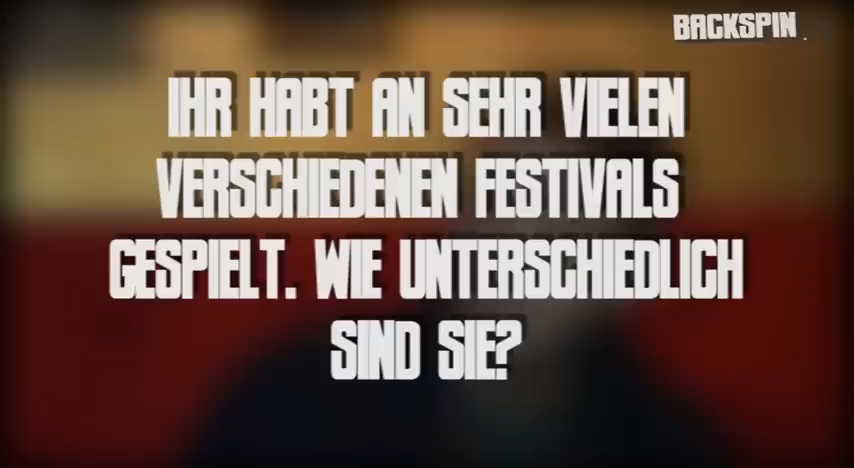 BACKSPIN.
IHR HABT AN SEHR VIELEN
VERSCHIEDENEN FESTIVALS
GESPIELT. WIE UNTERSCHIEDLICH
SIND SIE?